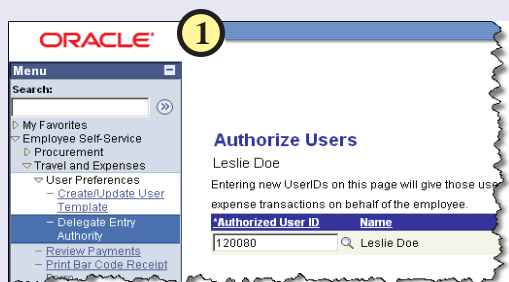 ORACLE'
1
Menu
Search:
My Favorites
Employee Self-Service
Procurement
Travel and Expenses
User Preferences
– Create/Update User
Template
– Delegate Entry
Authority
– Review Payments
– Print Bar Code Receipt
Authorize Users
Leslie Doe
Entering new UserIDs on this page will give those
expense transactions on behalf of the employee.
*Authorized User ID Name
120080 Leslie Doe